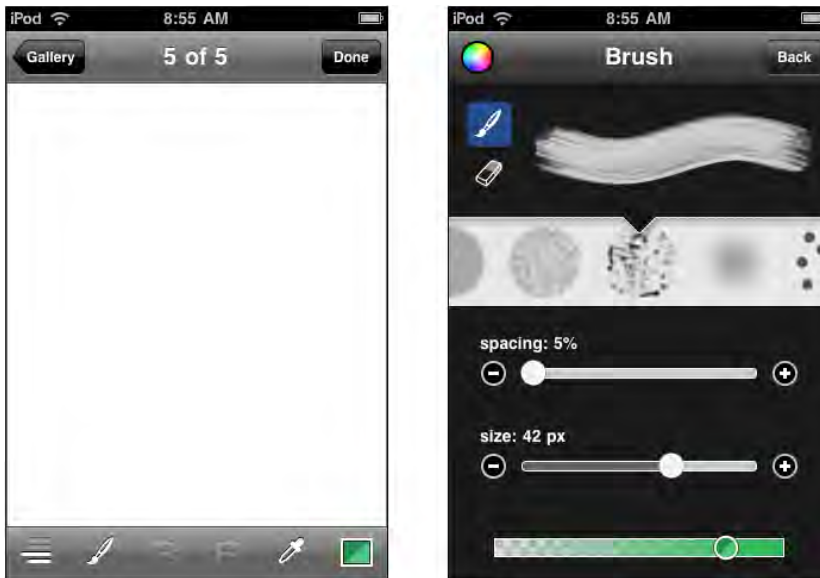 iPod 8:55 AM
Gallery 5 of 5 Done
iPod 8:55 AM
Brush Back
spacing: 5%
size: 42 px